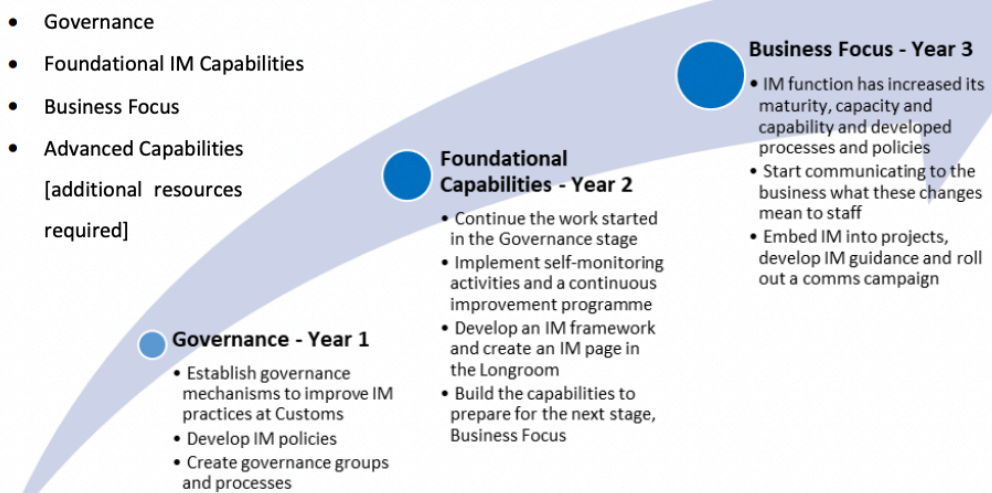 • Governance
• Foundational IM Capabilities
• Business Focus
• Advanced Capabilities
[additional resources
required]
Governance - Year 1
• Establish governance
mechanisms to improve IM
practices at Customs
• Develop IM policies
• Create governance groups
and processes
Foundational
Capabilities - Year 2
• Continue the work started
in the Governance stage
• Implement self-monitoring
activities and a continuous
improvement programme
• Develop an IM framework
and create an IM page in
the Longroom
• Build the capabilities to
prepare for the next stage,
Business Focus
Business Focus - Year 3
• IM function has increased its
maturity, capacity and
capability and developed
processes and policies
• Start communicating to the
business what these changes
mean to staff
• Embed IM into projects,
develop IM guidance and roll
out a comms campaign